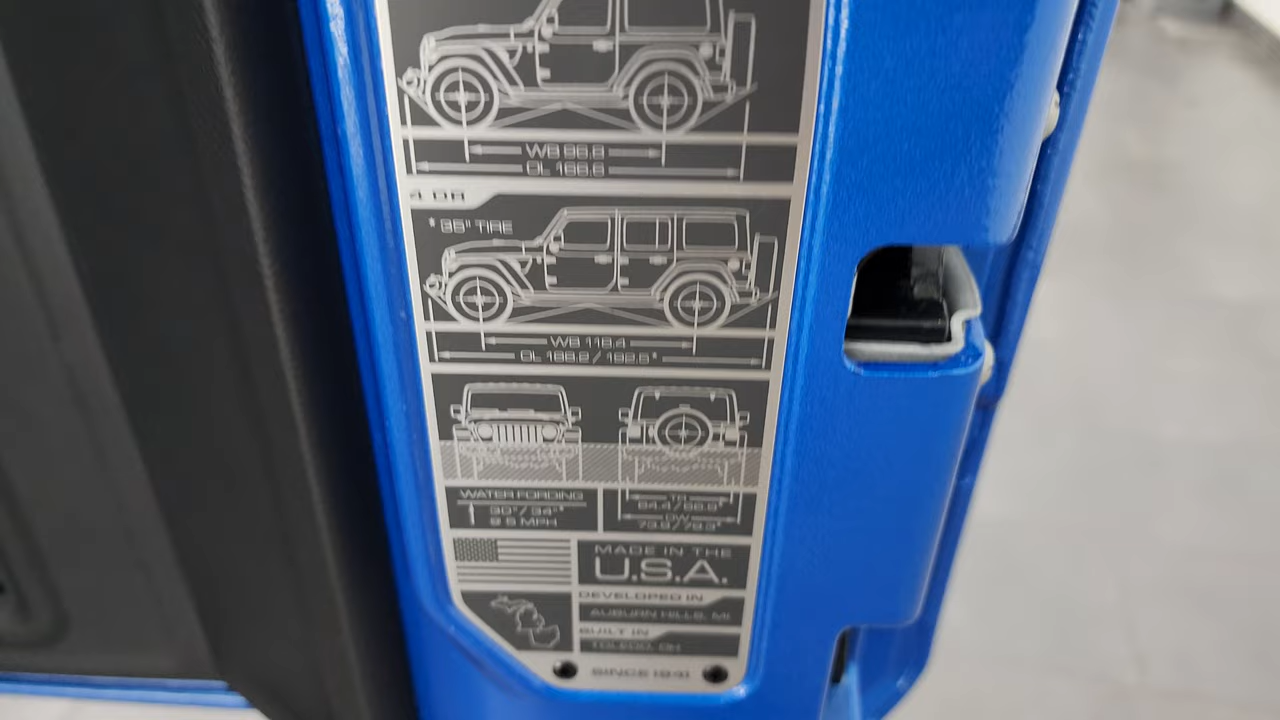 WB 96.8
OL 166.6
4 DR
* 35" TIRE
WB 118.4
OL 188.2 / 192.5*
WATER FORDING
30" / 34"*
@ 5 MPH
TR
64.4/66.9*
OW
73.9/79.3*
MADE IN THE
U.S.A.
DEVELOPED IN
AUBURN HILLS, MI
BUILT IN
TOLEDO, OH
SINCE 1941